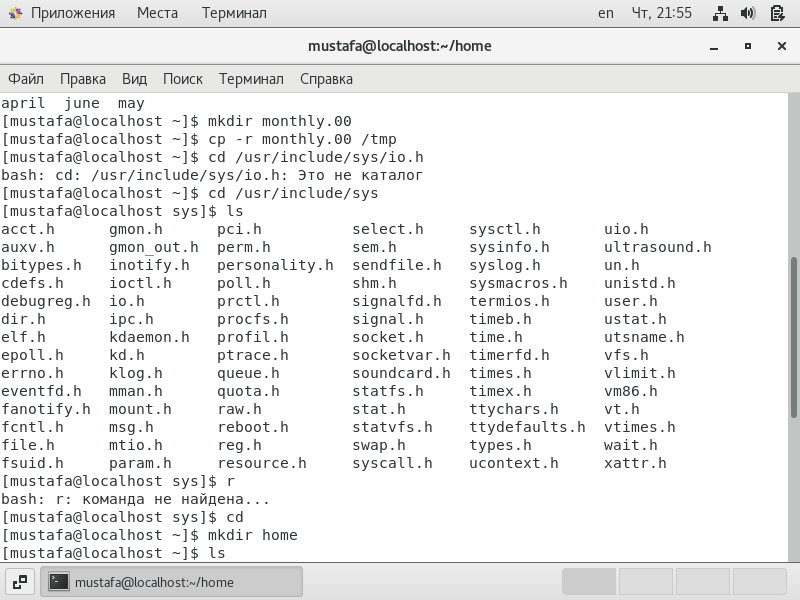 Приложения Места Терминал en Чт, 21:55
mustafa@localhost:~/home
Файл Правка Вид Поиск Терминал Справка
april june may
[mustafa@localhost ~]$ mkdir monthly.00
[mustafa@localhost ~]$ cp -r monthly.00 /tmp
[mustafa@localhost ~]$ cd /usr/include/sys/io.h
bash: cd: /usr/include/sys/io.h: Это не каталог
[mustafa@localhost ~]$ cd /usr/include/sys
[mustafa@localhost sys]$ ls
acct.h gmon.h pci.h select.h sysctl.h uio.h
auxv.h gmon_out.h perm.h sem.h sysinfo.h ultrasound.h
bitypes.h inotify.h personality.h sendfile.h syslog.h un.h
cdefs.h ioctl.h poll.h shm.h sysmacros.h unistd.h
debugreg.h io.h prctl.h signalfd.h termios.h user.h
dir.h ipc.h procfs.h signal.h timeb.h ustat.h
elf.h kdaemon.h profil.h socket.h time.h utsname.h
epoll.h kd.h ptrace.h socketvar.h timerfd.h vfs.h
errno.h klog.h queue.h soundcard.h times.h vlimit.h
eventfd.h mman.h quota.h statfs.h timex.h vm86.h
fanotify.h mount.h raw.h stat.h ttychars.h vt.h
fcntl.h msg.h reboot.h statvfs.h ttydefaults.h vtimes.h
file.h mtio.h reg.h swap.h types.h wait.h
fsuid.h param.h resource.h syscall.h ucontext.h xattr.h
[mustafa@localhost sys]$ r
bash: r: команда не найдена...
[mustafa@localhost sys]$ cd
[mustafa@localhost ~]$ mkdir home
[mustafa@localhost ~]$ ls
mustafa@localhost:~/home